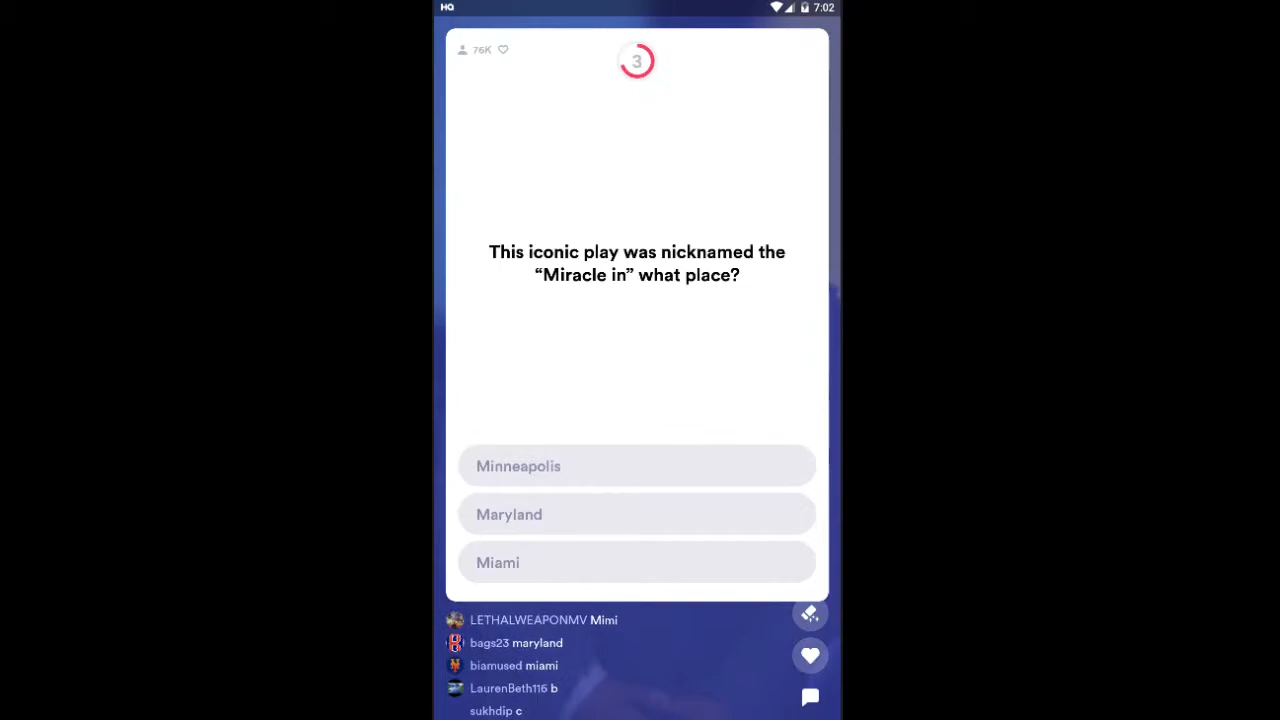 HQ 7:02
76K 3
This iconic play was nicknamed the
“Miracle in” what place?
Minneapolis
Maryland
Miami
LETHALWEAPONMV Mimi
bags23 maryland
biamused miami
LaurenBeth116 b
sukhdip c